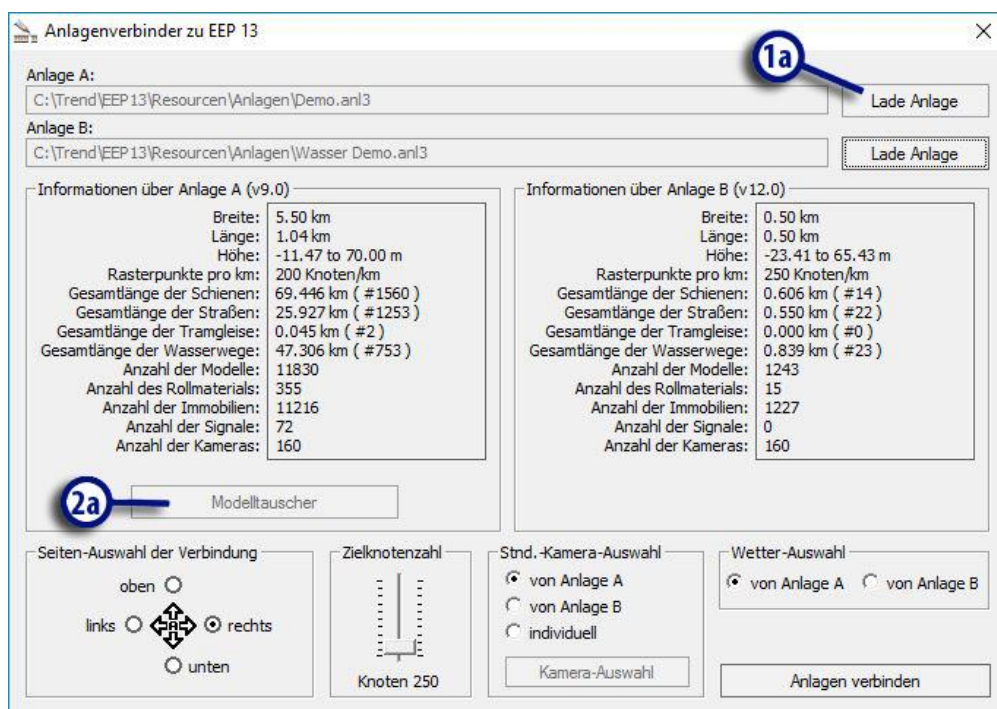 Anlagenverbinder zu EEP 13
1a
Anlage A:
C:\Trend\EEP13\Resourcen\Anlagen\Demo.anl3
Lade Anlage
Anlage B:
C:\Trend\EEP13\Resourcen\Anlagen\Wasser Demo.anl3
Lade Anlage
Informationen über Anlage A (v9.0)
Breite: 5.50 km
Länge: 1.04 km
Höhe: -11.47 to 70.00 m
Rasterpunkte pro km: 200 Knoten/km
Gesamtlänge der Schienen: 69.446 km ( #1560 )
Gesamtlänge der Straßen: 25.927 km ( #1253 )
Gesamtlänge der Tramgleise: 0.045 km ( #2 )
Gesamtlänge der Wasserwege: 47.306 km ( #753 )
Anzahl der Modelle: 11830
Anzahl des Rollmaterials: 355
Anzahl der Immobilien: 11216
Anzahl der Signale: 72
Anzahl der Kameras: 160
2a
Modelltauscher
Informationen über Anlage B (v12.0)
Breite: 0.50 km
Länge: 0.50 km
Höhe: -23.41 to 65.43 m
Rasterpunkte pro km: 250 Knoten/km
Gesamtlänge der Schienen: 0.606 km ( #14 )
Gesamtlänge der Straßen: 0.550 km ( #22 )
Gesamtlänge der Tramgleise: 0.000 km ( #0 )
Gesamtlänge der Wasserwege: 0.839 km ( #23 )
Anzahl der Modelle: 1243
Anzahl des Rollmaterials: 15
Anzahl der Immobilien: 1227
Anzahl der Signale: 0
Anzahl der Kameras: 160
Seiten-Auswahl der Verbindung
oben
links
A
rechts
unten
Zielknotenzahl
Knoten 250
Stnd.-Kamera-Auswahl
von Anlage A
von Anlage B
individuell
Kamera-Auswahl
Wetter-Auswahl
von Anlage A
von Anlage B
Anlagen verbinden